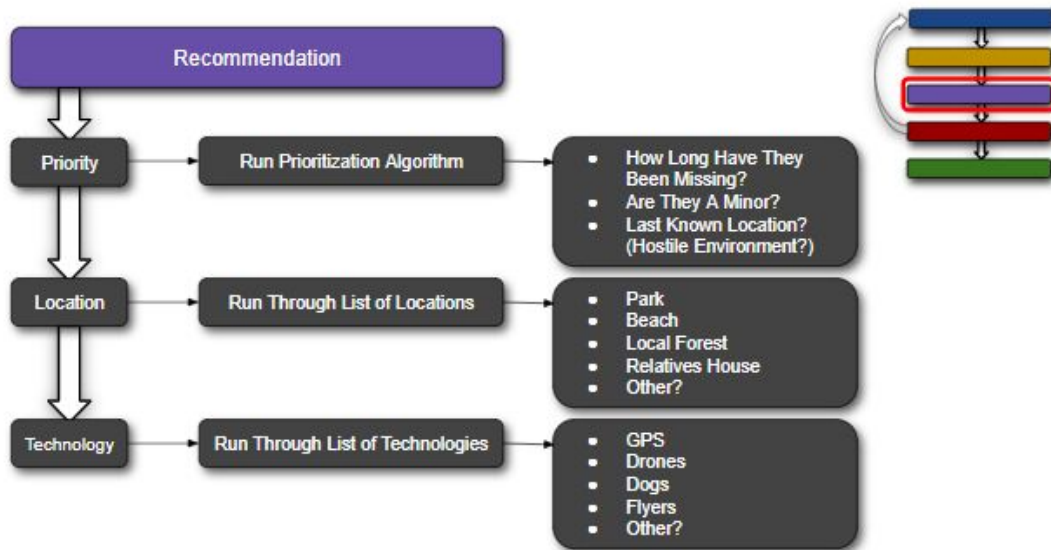 Recommendation
Priority
Run Prioritization Algorithm
How Long Have They
Been Missing?
Are They A Minor?
Last Known Location?
(Hostile Environment?)
Location
Run Through List of Locations
Park
Beach
Local Forest
Relatives House
Other?
Technology
Run Through List of Technologies
GPS
Drones
Dogs
Flyers
Other?